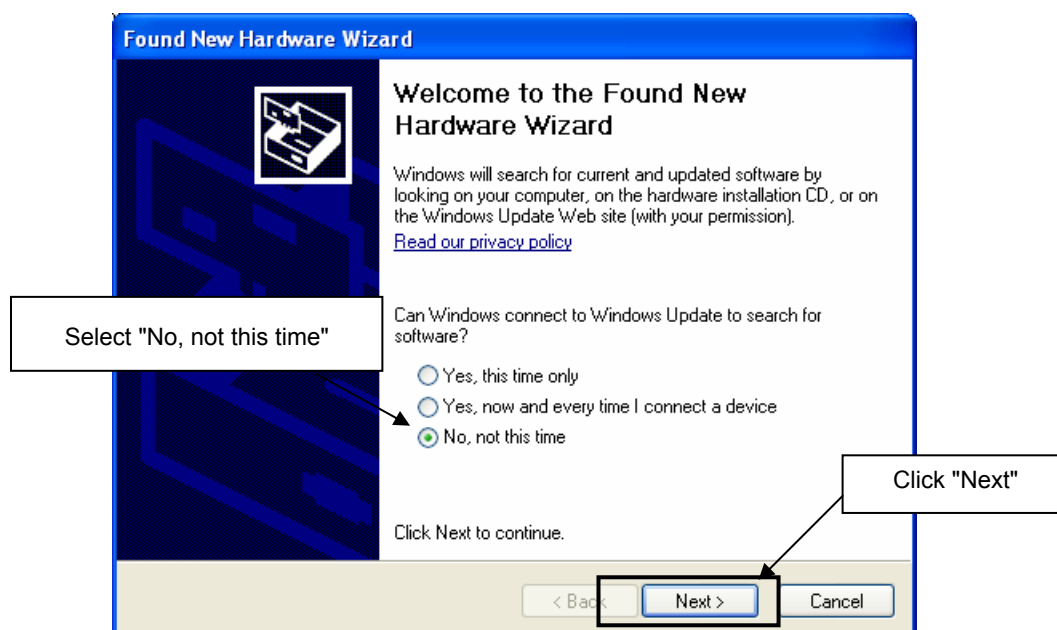 Found New Hardware Wizard
Welcome to the Found New
Hardware Wizard
Windows will search for current and updated software by
looking on your computer, on the hardware installation CD, or on
the Windows Update Web site (with your permission).
Read our privacy policy
Can Windows connect to Windows Update to search for
software?
Select "No, not this time"
Yes, this time only
Yes, now and every time I connect a device
No, not this time
Click "Next"
Click Next to continue.
< Back
Next >
Cancel